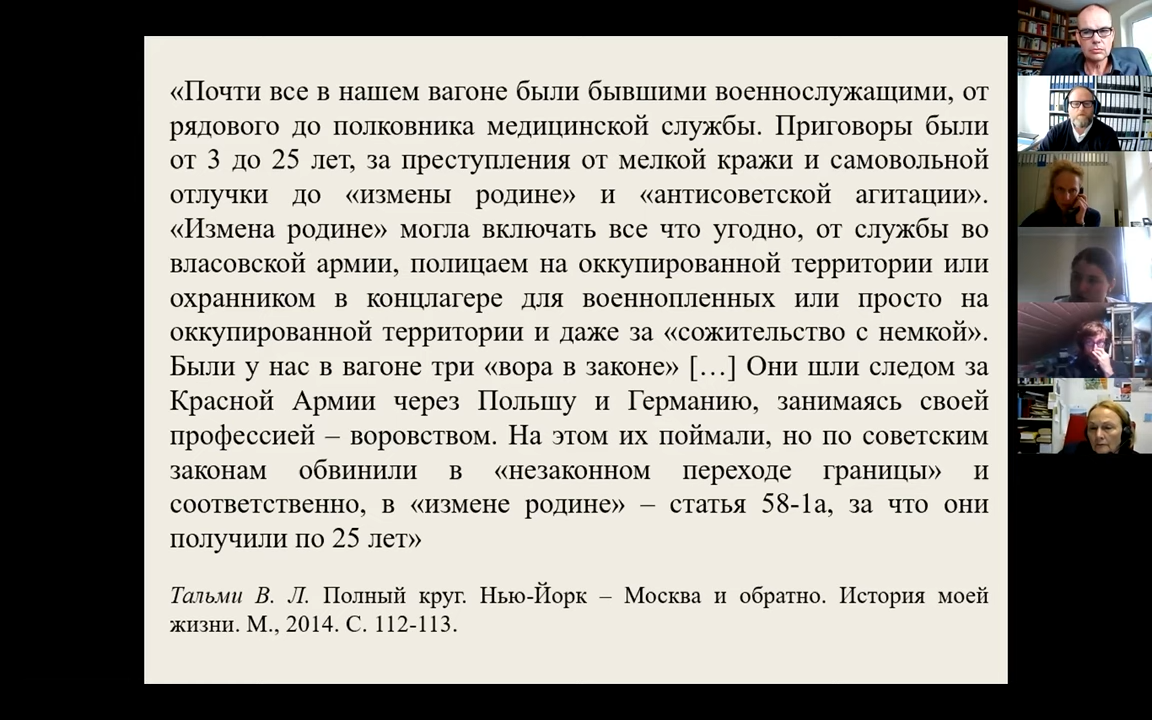 «Почти все в нашем вагоне были бывшими военнослужащими, от
рядового до полковника медицинской службы. Приговоры были
от 3 до 25 лет, за преступления от мелкой кражи и самовольной
отлучки до «измены родине» и «антисоветской агитации».
«Измена родине» могла включать все что угодно, от службы во
власовской армии, полицаем на оккупированной территории или
охранником в концлагере для военнопленных или просто на
оккупированной территории и даже за «сожительство с немкой».
Были у нас в вагоне три «вора в законе» […] Они шли следом за
Красной Армии через Польшу и Германию, занимаясь своей
профессией – воровством. На этом их поймали, но по советским
законам обвинили в «незаконном переходе границы» и
соответственно, в «измене родине» – статья 58-1а, за что они
получили по 25 лет»
Тальми В. Л. Полный круг. Нью-Йорк – Москва и обратно. История моей
жизни. М., 2014. С. 112-113.